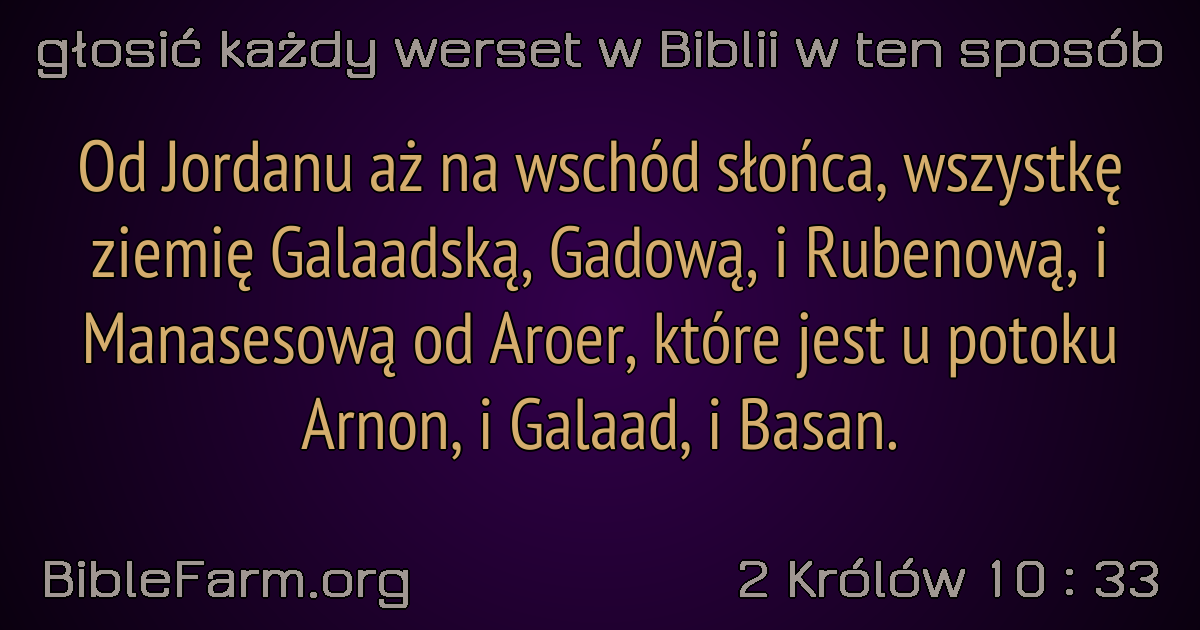 głosić każdy werset w Biblii w ten sposób
Od Jordanu aż na wschód słońca, wszystkę
ziemię Galaadską, Gadową, i Rubenową, i
Manasesową od Aroer, które jest u potoku
Arnon, i Galaad, i Basan.
BibleFarm.org
2 Królów 10 : 33